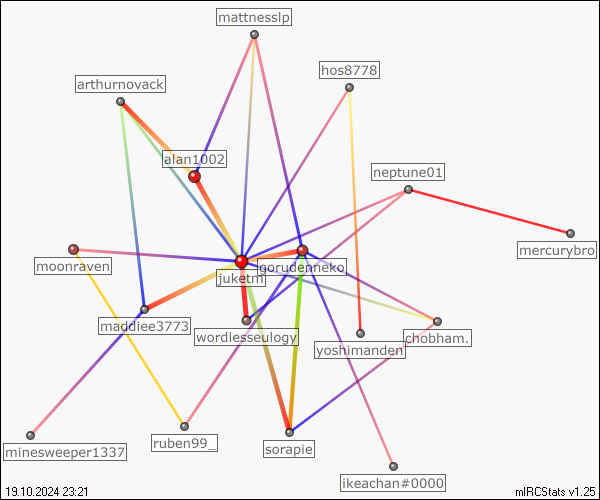 mattnesslp
hos8778
arthurnovack
alan1002
neptune01
mercurybro
moonraven
gorudenneko
juketm
maddiee3773
wordlesseulogy
yoshimanden
chobham.
minesweeper1337
ruben99_
sorapie
ikeachan#0000
19.10.2024 23:21
mIRCStats v1.25